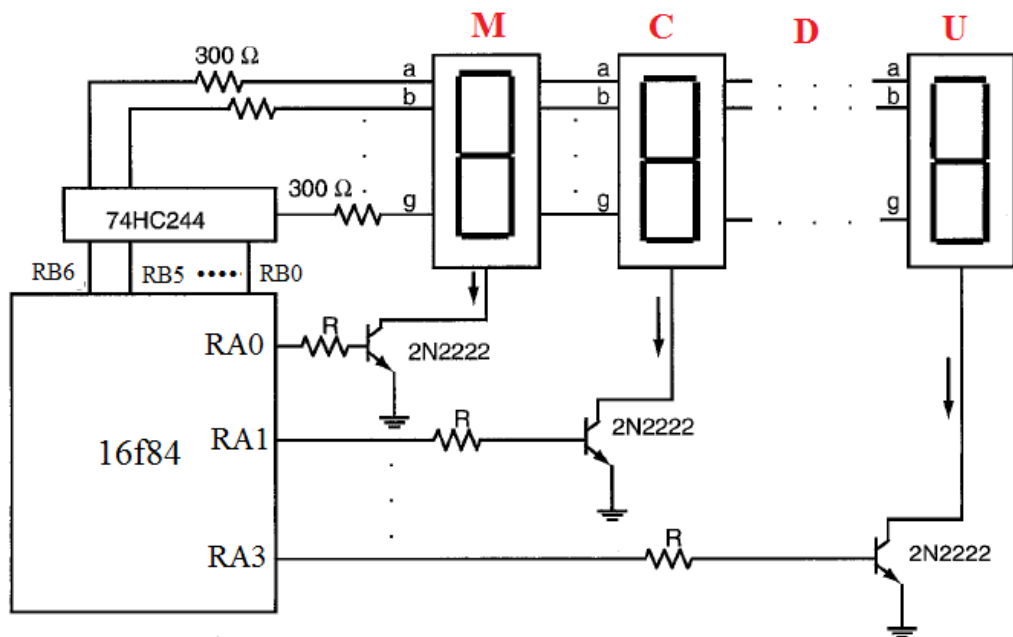 M C D U
300 Ω a a a
b b b
300 Ω g g g
74HC244
RB6 RB5 RB0
RA0 R 2N2222
RA1 R 2N2222
16f84
RA3 R 2N2222